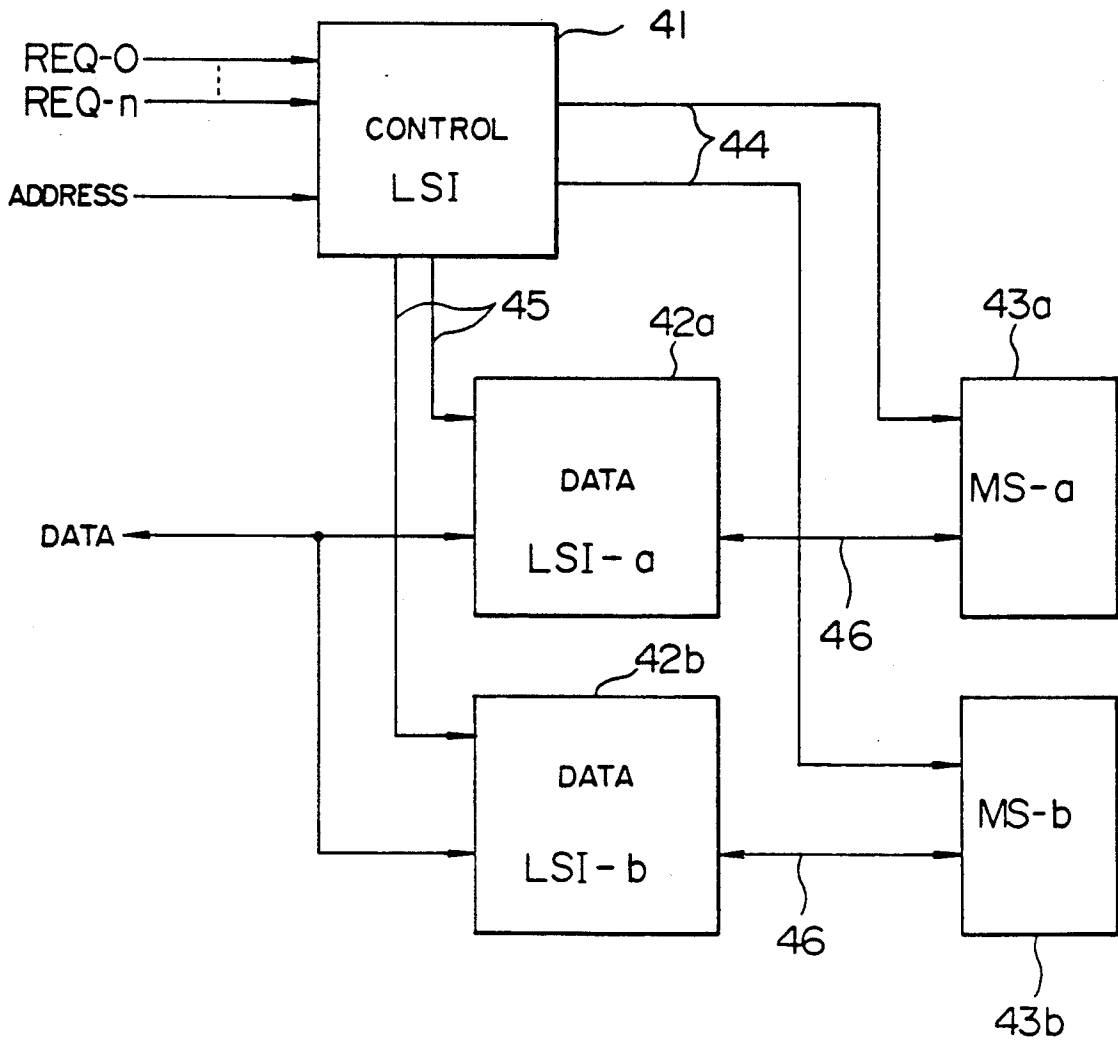 41
REQ-0
REQ-n
ADDRESS
CONTROL
LSI
44
45
42a
43a
DATA
DATA
LSI-a
MS-a
46
42b
DATA
LSI-b
MS-b
46
43b